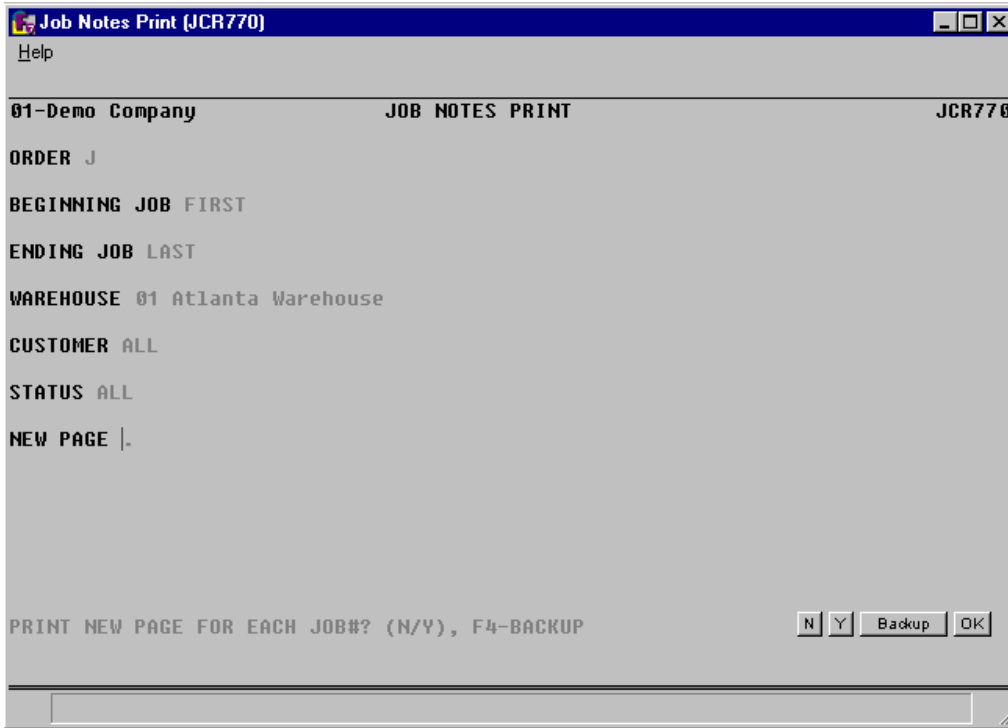 Job Notes Print (JCR770)
Help
01-Demo Company JOB NOTES PRINT JCR770
ORDER J
BEGINNING JOB FIRST
ENDING JOB LAST
WAREHOUSE 01 Atlanta Warehouse
CUSTOMER ALL
STATUS ALL
NEW PAGE .
PRINT NEW PAGE FOR EACH JOB#? (N/Y), F4-BACKUP N Y Backup OK